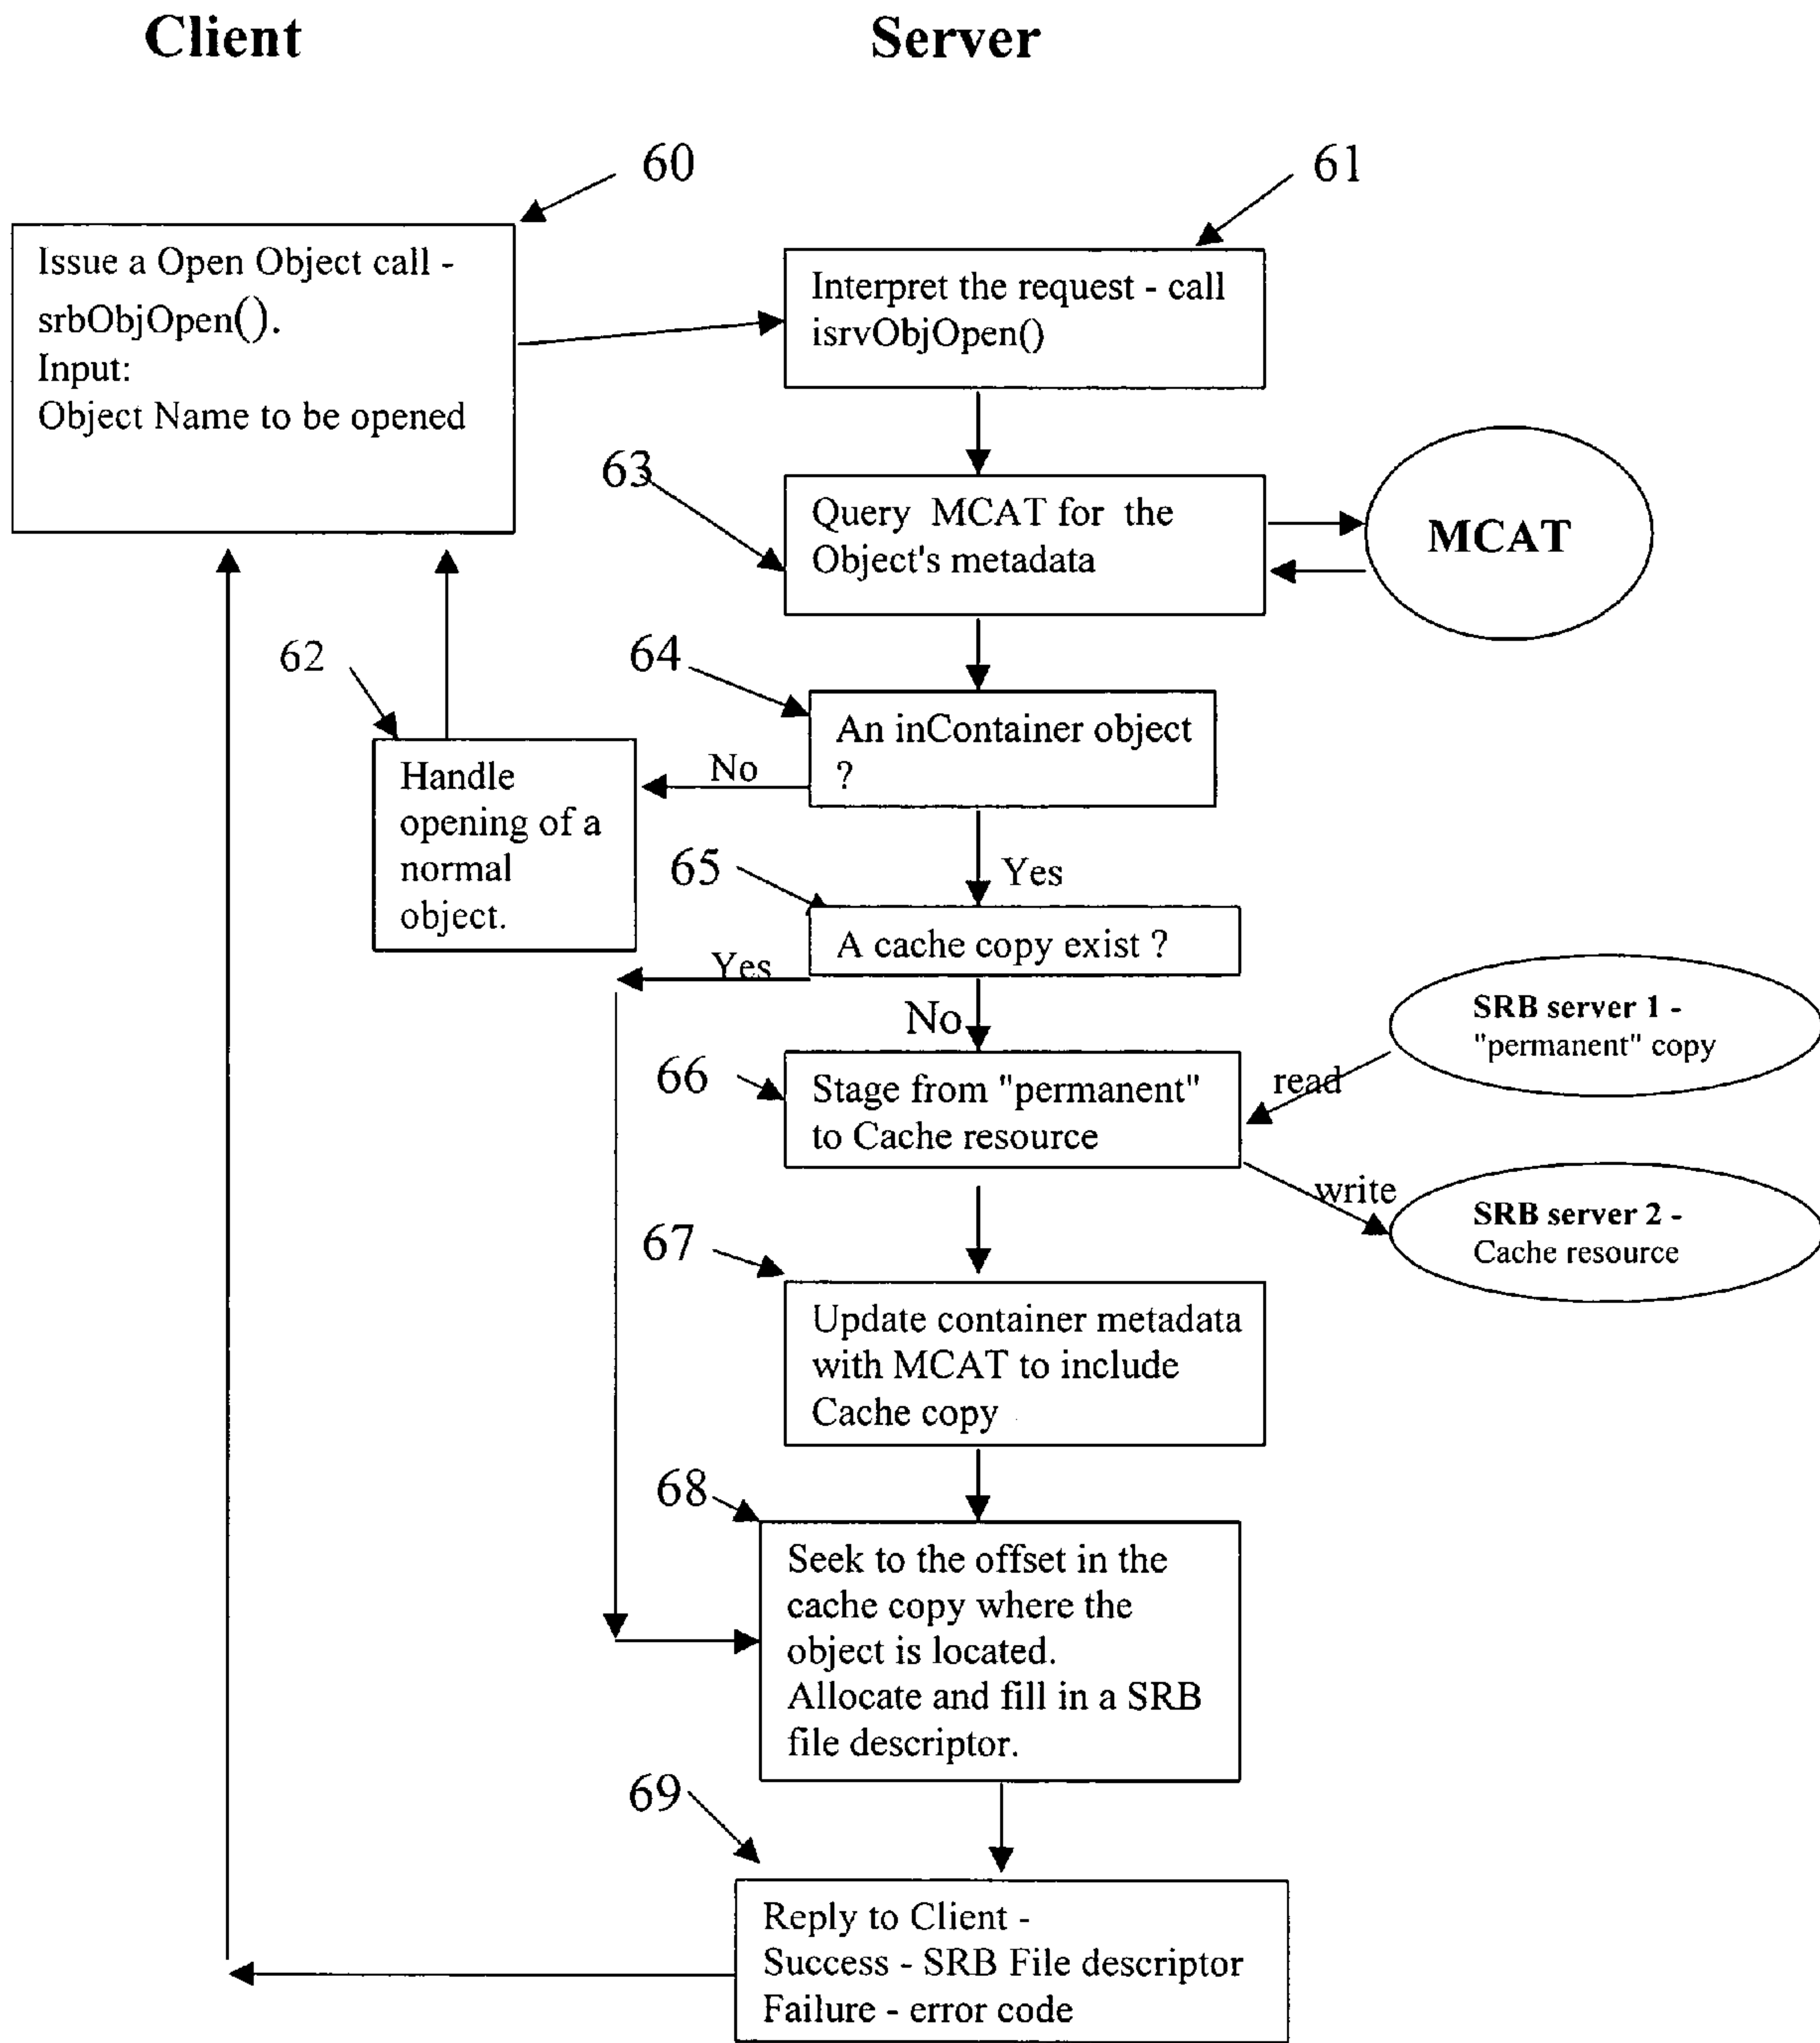 Client
Server
60
61
Issue a Open Object call -
srbObjOpen().
Input:
Object Name to be opened
Interpret the request - call
isrvObjOpen()
63
Query MCAT for the
Object's metadata
MCAT
62
64
An inContainer object
?
No
Handle
opening of a
normal
object.
Yes
65
A cache copy exist ?
Yes
No
SRB server 1 -
"permanent" copy
66
Stage from "permanent"
to Cache resource
read
write
SRB server 2 -
Cache resource
67
Update container metadata
with MCAT to include
Cache copy
68
Seek to the offset in the
cache copy where the
object is located.
Allocate and fill in a SRB
file descriptor.
69
Reply to Client -
Success - SRB File descriptor
Failure - error code